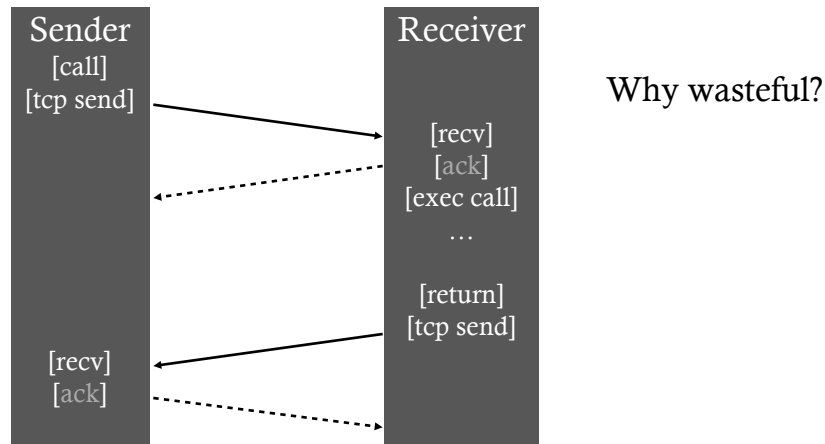 Sender
[call]
[tcp send]
[recv]
[ack]
Receiver
[recv]
[ack]
[exec call]
…
[return]
[tcp send]
Why wasteful?